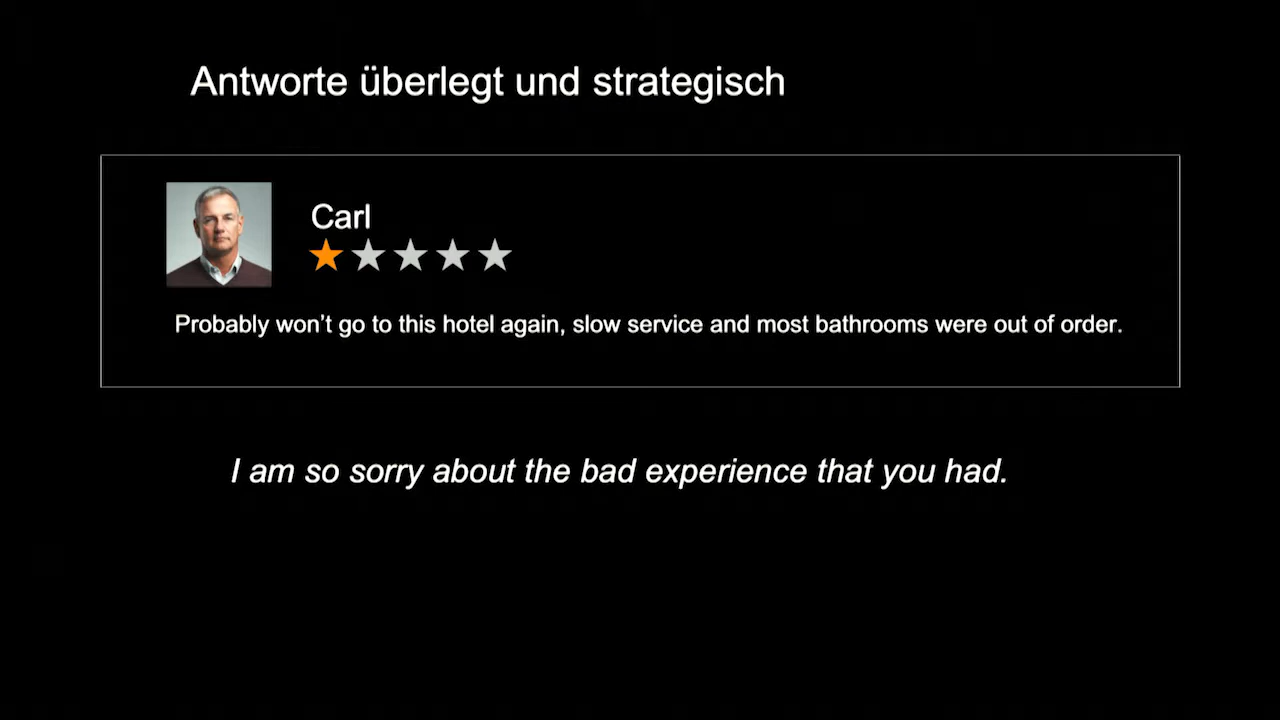 Antworte überlegt und strategisch
Carl
Probably won’t go to this hotel again, slow service and most bathrooms were out of order.
I am so sorry about the bad experience that you had.